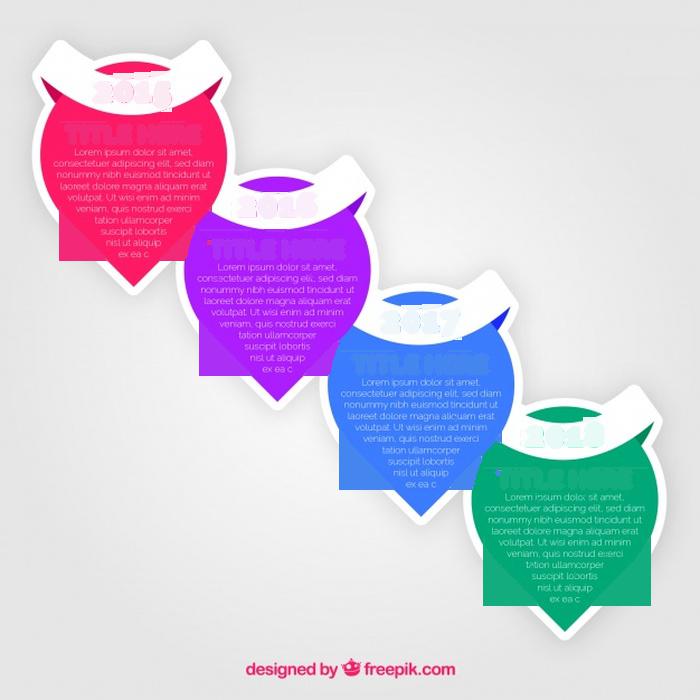 2015
TITLE HERE
Lorem ipsum dolor sit amet,
consectetuer adipiscing elit, sed diam
nonummy nibh euismod tincidunt ut
laoreet dolore magna aliquam erat
volutpat. Ut wisi enim ad minim
veniam, quis nostrud exerci
tation ullamcorper
suscipit lobortis
nisl ut aliquip
ex ea c
2016
TITLE HERE
Lorem ipsum dolor sit amet,
consectetuer adipiscing elit, sed diam
nonummy nibh euismod tincidunt ut
laoreet dolore magna aliquam erat
volutpat. Ut wisi enim ad minim
veniam, quis nostrud exerci
tation ullamcorper
suscipit lobortis
nisl ut aliquip
ex ea c
2017
TITLE HERE
Lorem ipsum dolor sit amet,
consectetuer adipiscing elit, sed diam
nonummy nibh euismod tincidunt ut
laoreet dolore magna aliquam erat
volutpat. Ut wisi enim ad minim
veniam, quis nostrud exerci
tation ullamcorper
suscipit lobortis
nisl ut aliquip
ex ea c
2018
TITLE HERE
Lorem ipsum dolor sit amet,
consectetuer adipiscing elit, sed diam
nonummy nibh euismod tincidunt ut
laoreet dolore magna aliquam erat
volutpat. Ut wisi enim ad minim
veniam, quis nostrud exerci
tation ullamcorper
suscipit lobortis
nisl ut aliquip
ex ea c
designed by freepik.com